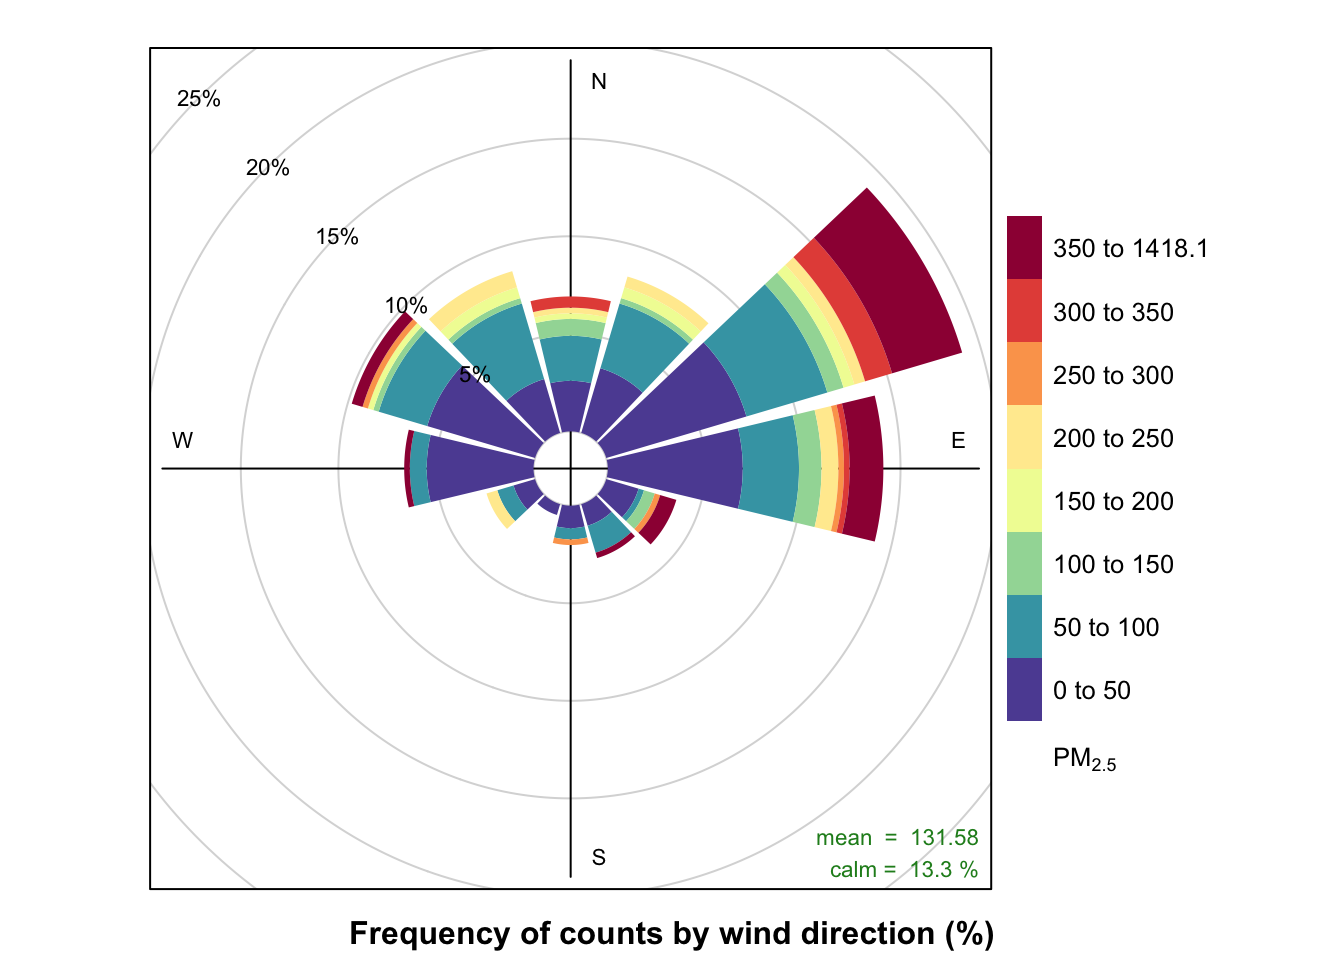 25%
N
20%
15%
10%
5%
W
E
S
350 to 1418.1
300 to 350
250 to 300
200 to 250
150 to 200
100 to 150
50 to 100
0 to 50
PM2.5
mean = 131.58
calm = 13.3 %
Frequency of counts by wind direction (%)